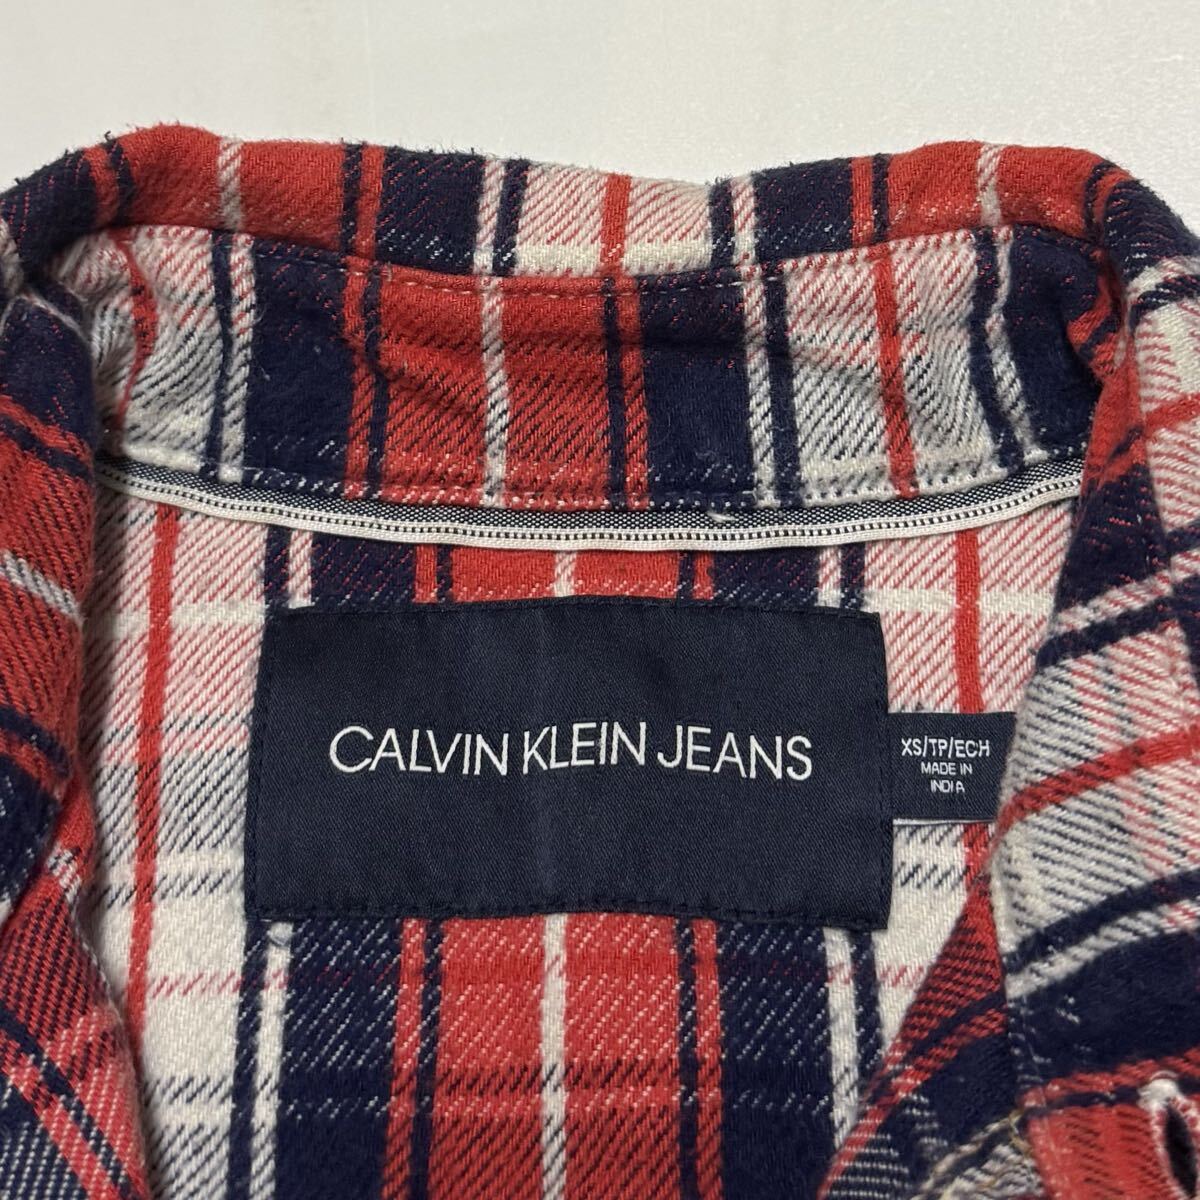 CALVIN KLEIN JEANS
XS/TP/ECH
MADE IN
INDIA